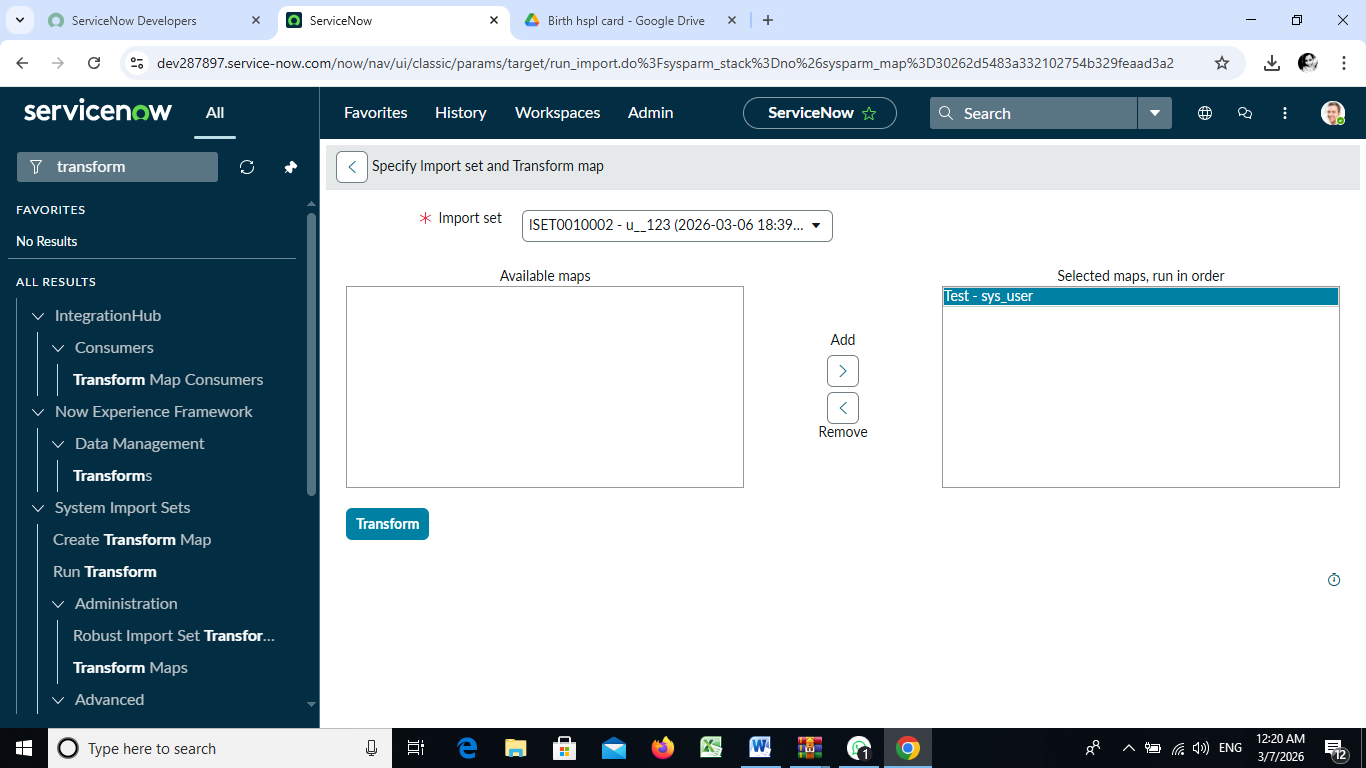 ServiceNow Developers
ServiceNow
Birth hspl card - Google Drive
dev287897.service-now.com/now/nav/ui/classic/params/target/run_import.do%3Fsysparm_stack%3Dno%26sysparm_map%3D30262d5483a332102754b329feaad3a2
servicenow
All
Favorites
History
Workspaces
Admin
ServiceNow
Search
transform
FAVORITES
No Results
ALL RESULTS
IntegrationHub
Consumers
Transform Map Consumers
Now Experience Framework
Data Management
Transforms
System Import Sets
Create Transform Map
Run Transform
Administration
Robust Import Set Transfor...
Transform Maps
Advanced
Specify Import set and Transform map
Import set
ISET0010002 - u__123 (2026-03-06 18:39...
Available maps
Selected maps, run in order
Test - sys_user
Add
Remove
Transform
Type here to search
1
ENG
12:20 AM
3/7/2026
12